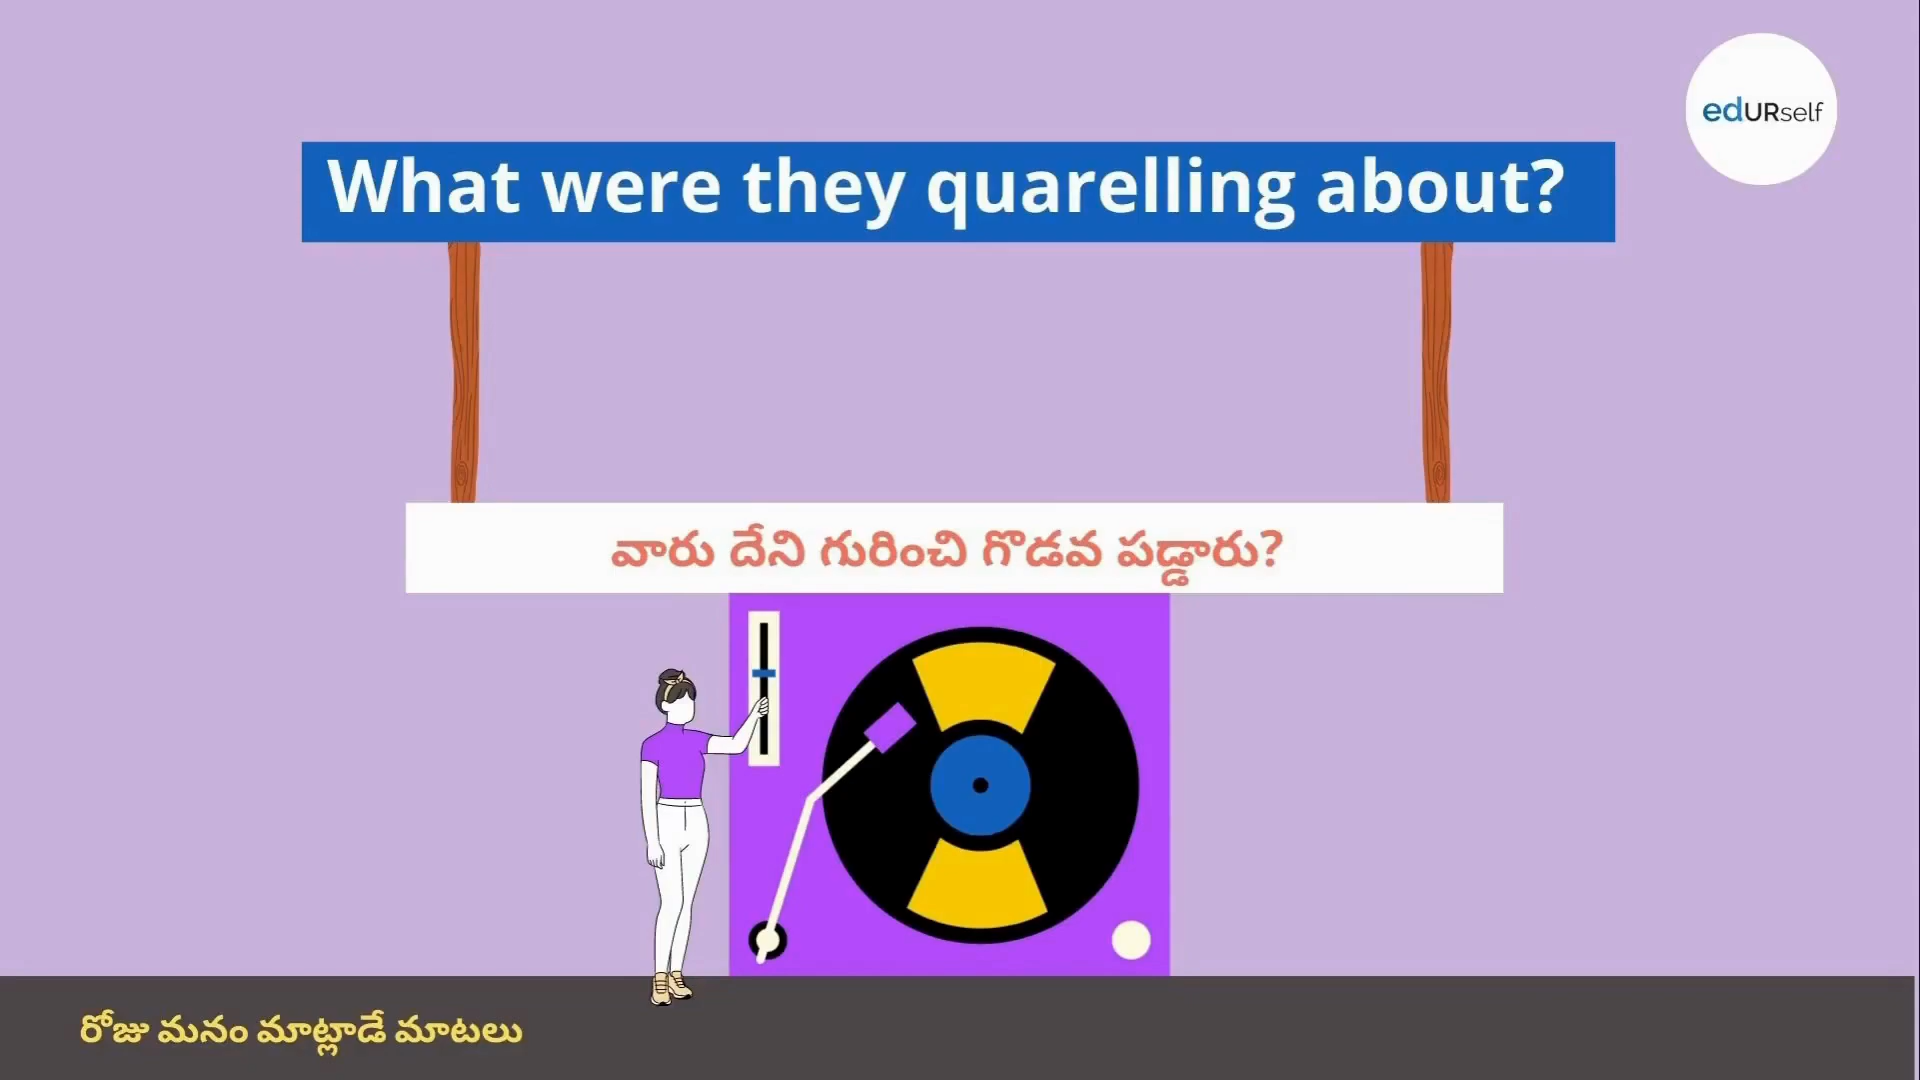 edURself
What were they quarelling about?
వారు దేని గురించి గొడవ పడ్డారు?
రోజు మనం మాట్లాడే మాటలు